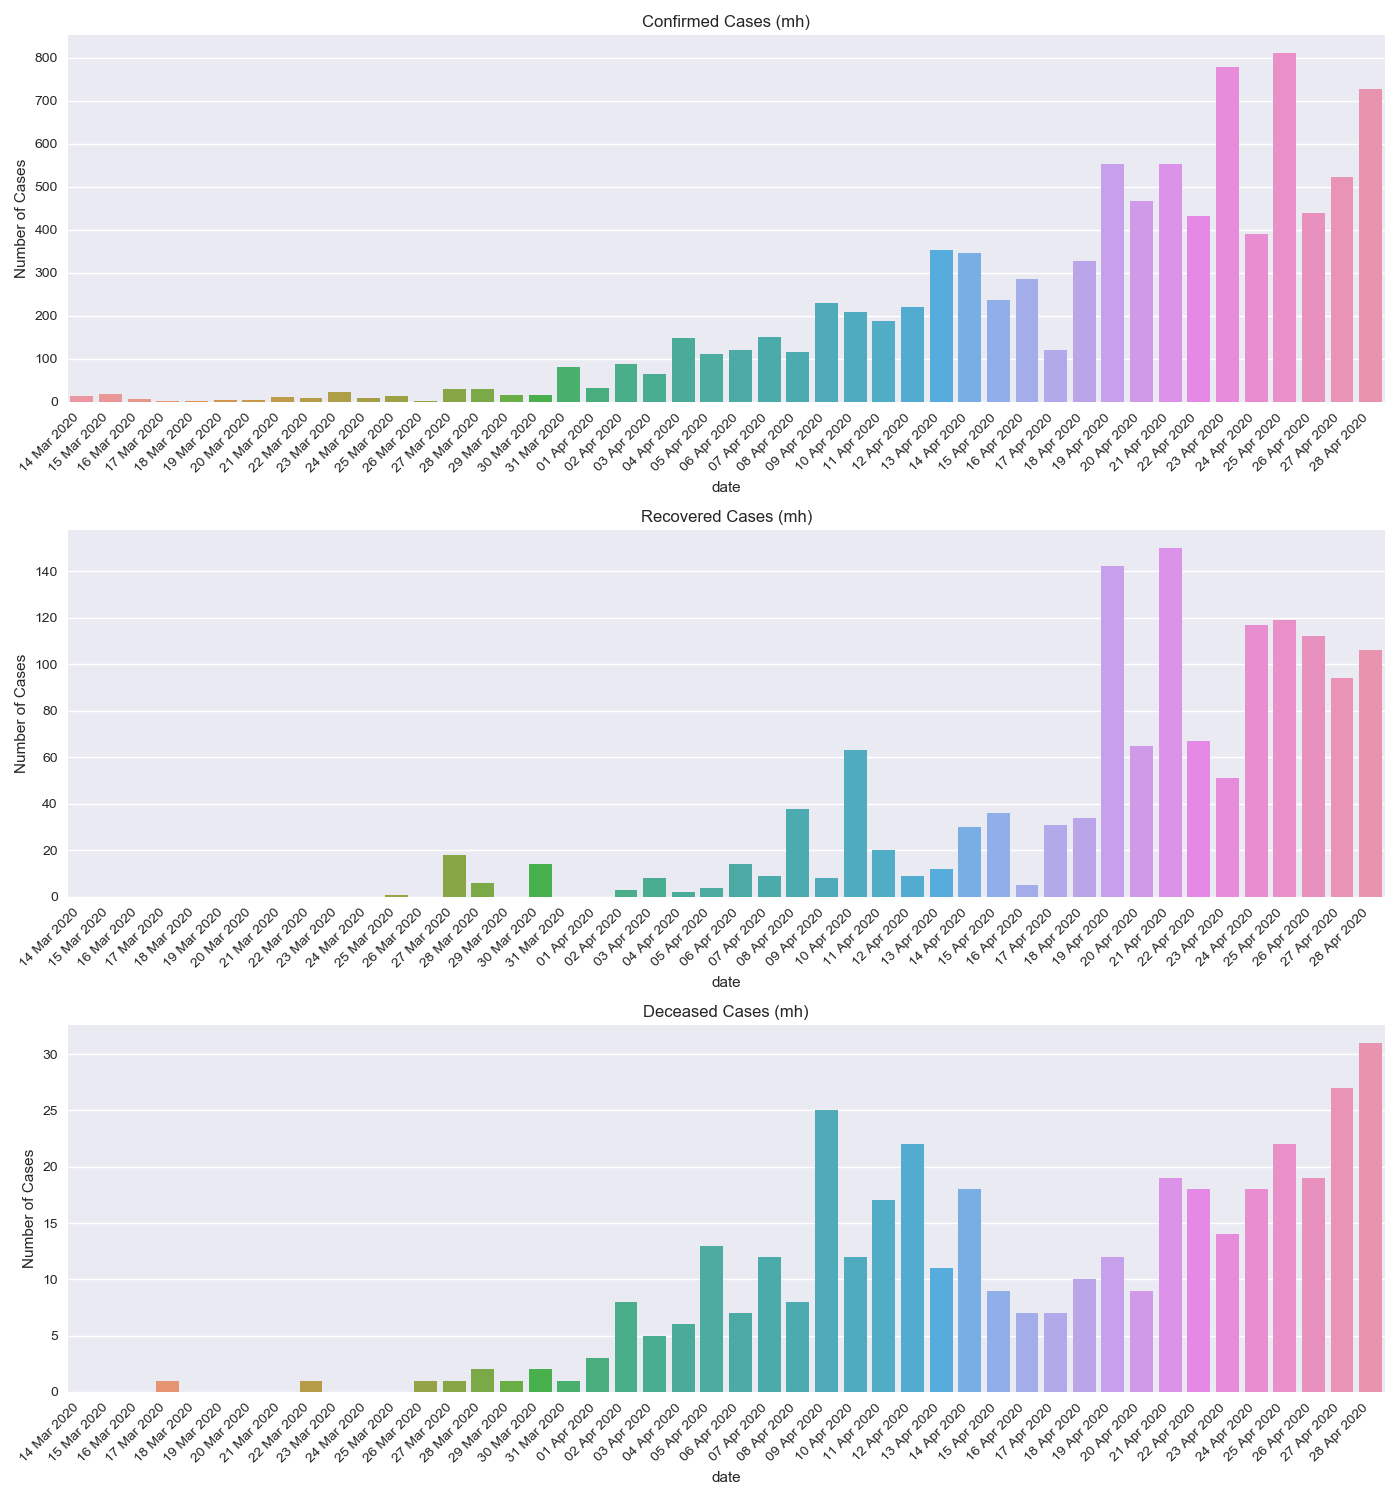 Confirmed Cases (mh)
800
700
600
500
400
300
200
100
0
Number of Cases
14 Mar 2020
15 Mar 2020
16 Mar 2020
17 Mar 2020
18 Mar 2020
19 Mar 2020
20 Mar 2020
21 Mar 2020
22 Mar 2020
23 Mar 2020
24 Mar 2020
25 Mar 2020
26 Mar 2020
27 Mar 2020
28 Mar 2020
29 Mar 2020
30 Mar 2020
31 Mar 2020
01 Apr 2020
02 Apr 2020
03 Apr 2020
04 Apr 2020
05 Apr 2020
06 Apr 2020
07 Apr 2020
08 Apr 2020
09 Apr 2020
10 Apr 2020
11 Apr 2020
12 Apr 2020
13 Apr 2020
14 Apr 2020
15 Apr 2020
16 Apr 2020
17 Apr 2020
18 Apr 2020
19 Apr 2020
20 Apr 2020
21 Apr 2020
22 Apr 2020
23 Apr 2020
24 Apr 2020
25 Apr 2020
26 Apr 2020
27 Apr 2020
28 Apr 2020
date
Recovered Cases (mh)
140
120
100
80
60
40
20
0
Number of Cases
14 Mar 2020
15 Mar 2020
16 Mar 2020
17 Mar 2020
18 Mar 2020
19 Mar 2020
20 Mar 2020
21 Mar 2020
22 Mar 2020
23 Mar 2020
24 Mar 2020
25 Mar 2020
26 Mar 2020
27 Mar 2020
28 Mar 2020
29 Mar 2020
30 Mar 2020
31 Mar 2020
01 Apr 2020
02 Apr 2020
03 Apr 2020
04 Apr 2020
05 Apr 2020
06 Apr 2020
07 Apr 2020
08 Apr 2020
09 Apr 2020
10 Apr 2020
11 Apr 2020
12 Apr 2020
13 Apr 2020
14 Apr 2020
15 Apr 2020
16 Apr 2020
17 Apr 2020
18 Apr 2020
19 Apr 2020
20 Apr 2020
21 Apr 2020
22 Apr 2020
23 Apr 2020
24 Apr 2020
25 Apr 2020
26 Apr 2020
27 Apr 2020
28 Apr 2020
date
Deceased Cases (mh)
30
25
20
15
10
5
0
Number of Cases
14 Mar 2020
15 Mar 2020
16 Mar 2020
17 Mar 2020
18 Mar 2020
19 Mar 2020
20 Mar 2020
21 Mar 2020
22 Mar 2020
23 Mar 2020
24 Mar 2020
25 Mar 2020
26 Mar 2020
27 Mar 2020
28 Mar 2020
29 Mar 2020
30 Mar 2020
31 Mar 2020
01 Apr 2020
02 Apr 2020
03 Apr 2020
04 Apr 2020
05 Apr 2020
06 Apr 2020
07 Apr 2020
08 Apr 2020
09 Apr 2020
10 Apr 2020
11 Apr 2020
12 Apr 2020
13 Apr 2020
14 Apr 2020
15 Apr 2020
16 Apr 2020
17 Apr 2020
18 Apr 2020
19 Apr 2020
20 Apr 2020
21 Apr 2020
22 Apr 2020
23 Apr 2020
24 Apr 2020
25 Apr 2020
26 Apr 2020
27 Apr 2020
28 Apr 2020
date